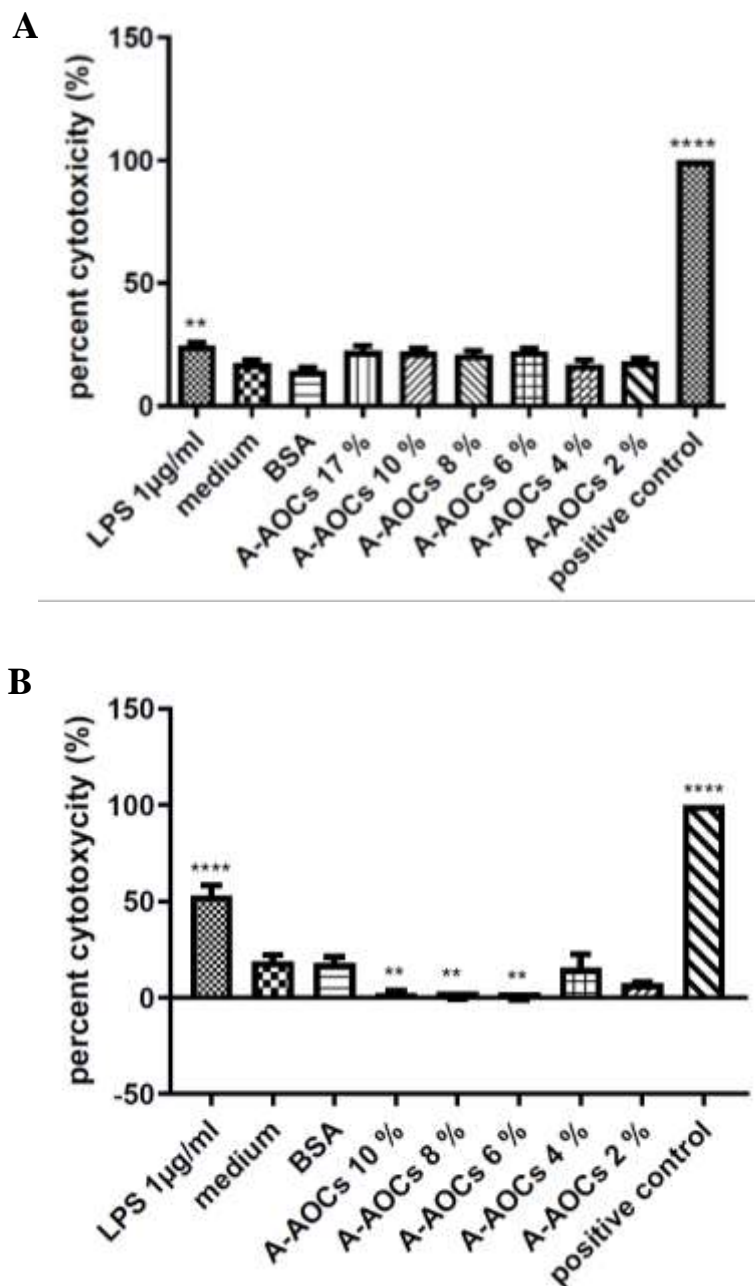 A
percent cytotoxicity (%)
150
100
50
0
**
****
LPS 1µg/ml
medium
BSA
A-AOCs 17 %
A-AOCs 10 %
A-AOCs 8 %
A-AOCs 6 %
A-AOCs 4 %
A-AOCs 2 %
positive control
B
percent cytotoxycity (%)
150
100
50
0
-50
****
**
**
**
****
LPS 1µg/ml
medium
BSA
A-AOCs 10 %
A-AOCs 8 %
A-AOCs 6 %
A-AOCs 4 %
A-AOCs 2 %
positive control